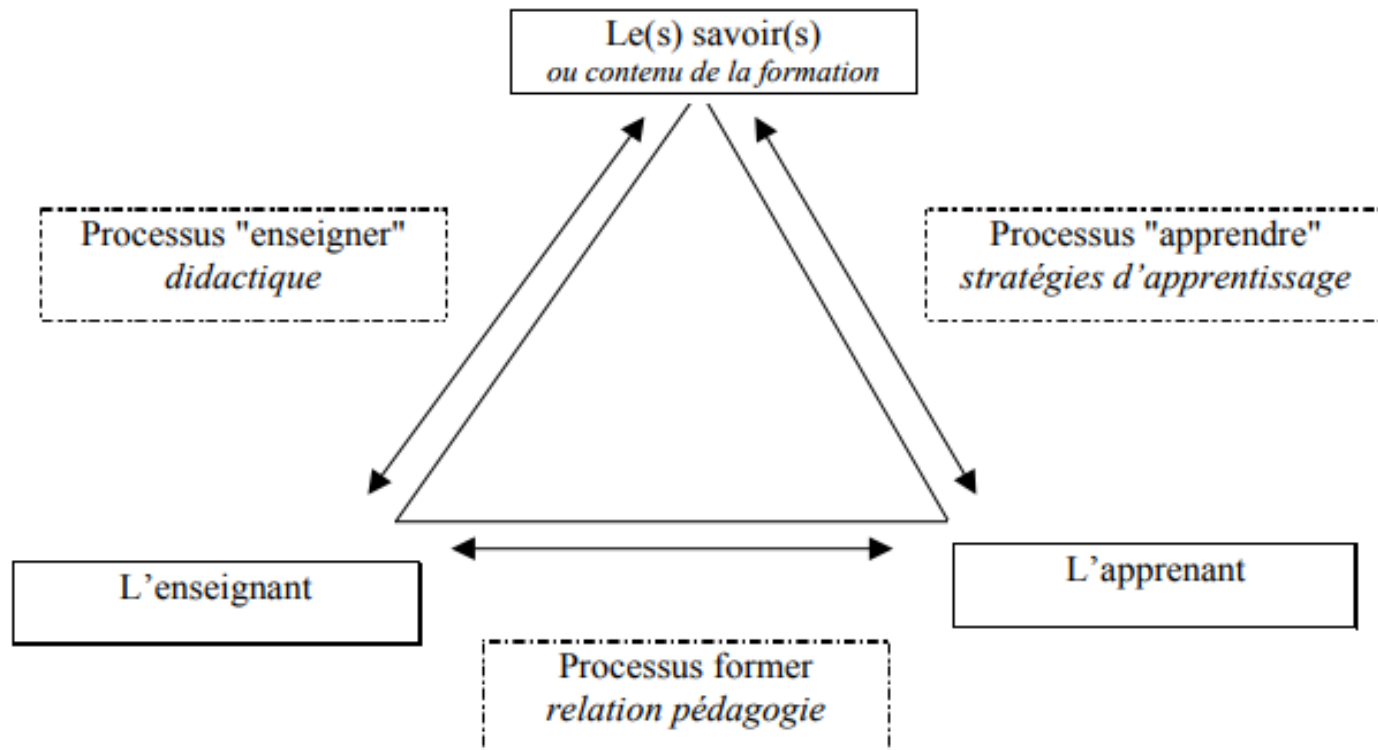 Le(s) savoir(s)
ou contenu de la formation
Processus "enseigner"
didactique
Processus "apprendre"
stratégies d’apprentissage
L’enseignant
L’apprenant
Processus former
relation pédagogie